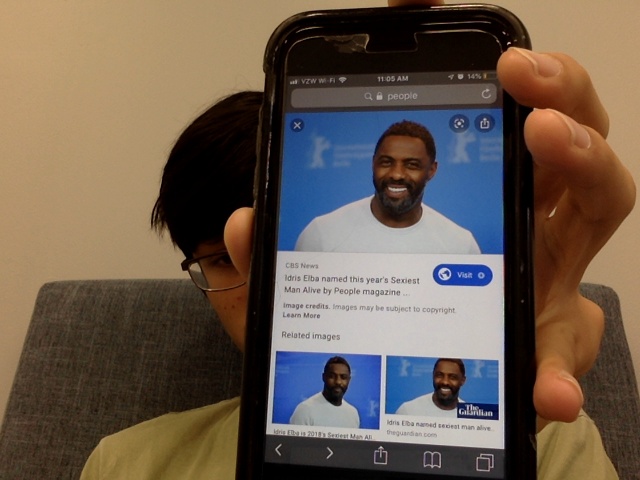 VZW Wi-Fi 11:05 AM 14%
people
CBS News
Visit
Idris Elba named this year's Sexiest
Man Alive by People magazine ...
Image credits. Images may be subject to copyright.
Learn More
Related images
The
Guardian
Idris Elba is 2018's Sexiest Man Ali
Idris Elba named sexiest man alive..
theguardian.com